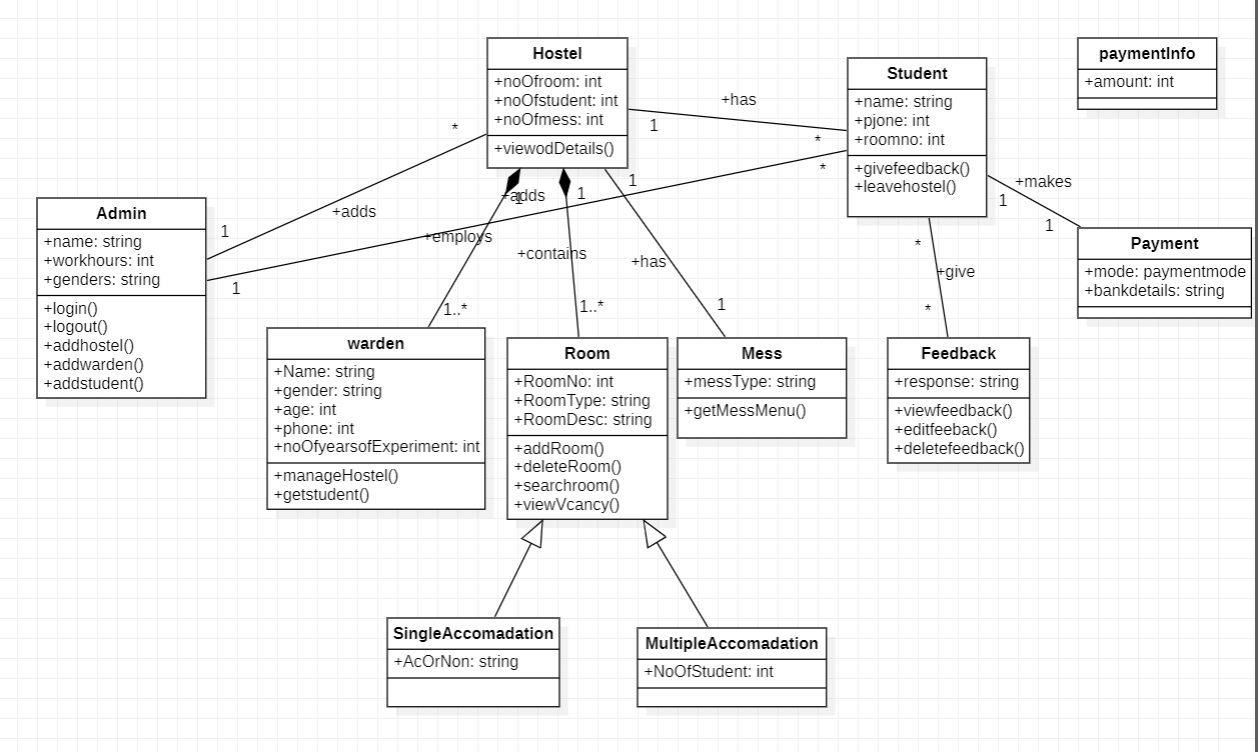 Hostel
+noOfroom: int
+noOfstudent: int
+noOfmess: int
+viewodDetails()
Student
+name: string
+pjone: int
+roomno: int
+givefeedback()
+leavehostel()
paymentInfo
+amount: int
+has
1
*
*
+adds
1
Admin
+name: string
+workhours: int
+genders: string
+login()
+logout()
+addhostel()
+addwarden()
+addstudent()
*
+adds
1
+employs
1
1..*
1
+contains
1..*
1
+has
1
+makes
1
1
Payment
+mode: paymentmode
+bankdetails: string
*
+give
*
warden
+Name: string
+gender: string
+age: int
+phone: int
+noOfyearsofExperiment: int
+manageHostel()
+getstudent()
Room
+RoomNo: int
+RoomType: string
+RoomDesc: string
+addRoom()
+deleteRoom()
+searchroom()
+viewVcancy()
Mess
+messType: string
+getMessMenu()
Feedback
+response: string
+viewfeedback()
+editfeeback()
+deletefeedback()
SingleAccomadation
+AcOrNon: string
MultipleAccomadation
+NoOfStudent: int